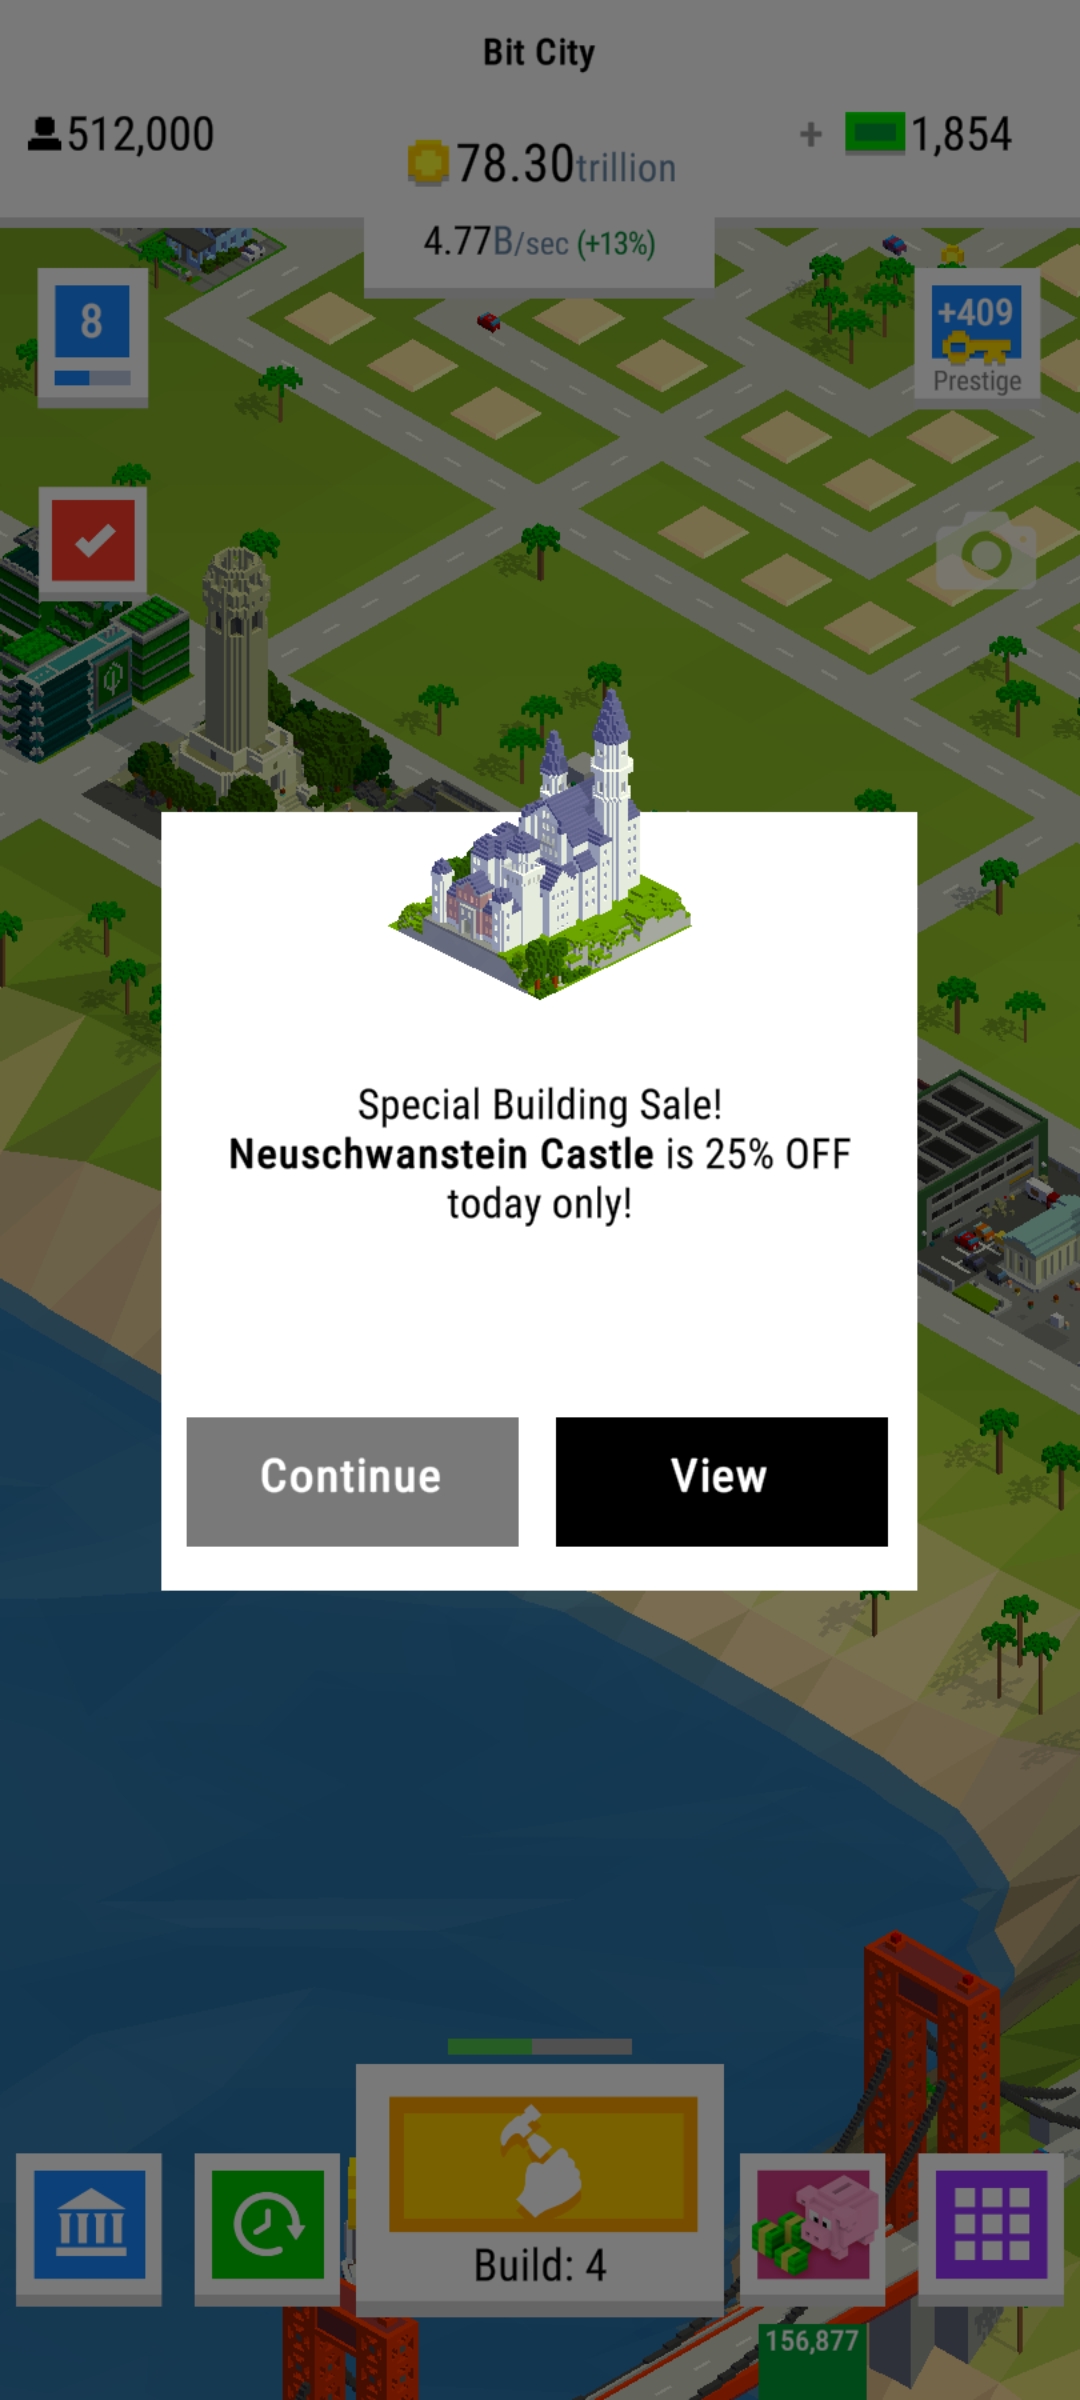 Bit City
512,000
78.30trillion
+ 1,854
4.77B/sec (+13%)
8
+409
Prestige
Special Building Sale!
Neuschwanstein Castle is 25% OFF
today only!
Continue
View
Build: 4
156,877